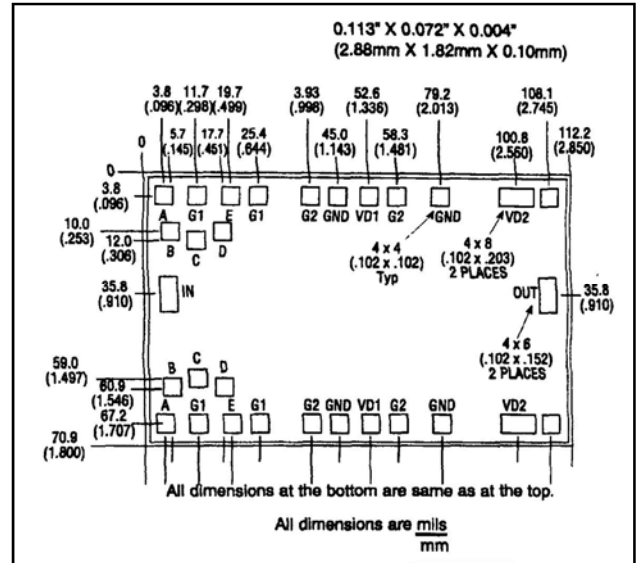 0.113" X 0.072" X 0.004"
(2.88mm X 1.82mm X 0.10mm)
3.8 11.7 19.7 3.93 52.6 79.2 108.1
(.096) (.298) (.499) (.998) (1.336) (2.013) (2.745)
5.7 17.7 25.4 45.0 58.3 100.8 112.2
(.145) (.451) (.644) (1.143) (1.481) (2.560) (2.850)
0
0
3.8
(.096)
A G1 E G1 G2 GND VD1 G2 GND VD2
10.0
(.253)
12.0
(.306)
B C D
4 x 4
(.102 x .102)
Typ
4 x 8
(.102 x .203)
2 PLACES
35.8
(.910)
IN
OUT
35.8
(.910)
4 x 6
(.102 x .152)
2 PLACES
59.0
(1.497)
B C D
60.9
(1.546)
67.2
(1.707)
A G1 E G1 G2 GND VD1 G2 GND VD2
70.9
(1.800)
All dimensions at the bottom are same as at the top.
All dimensions are mils
mm